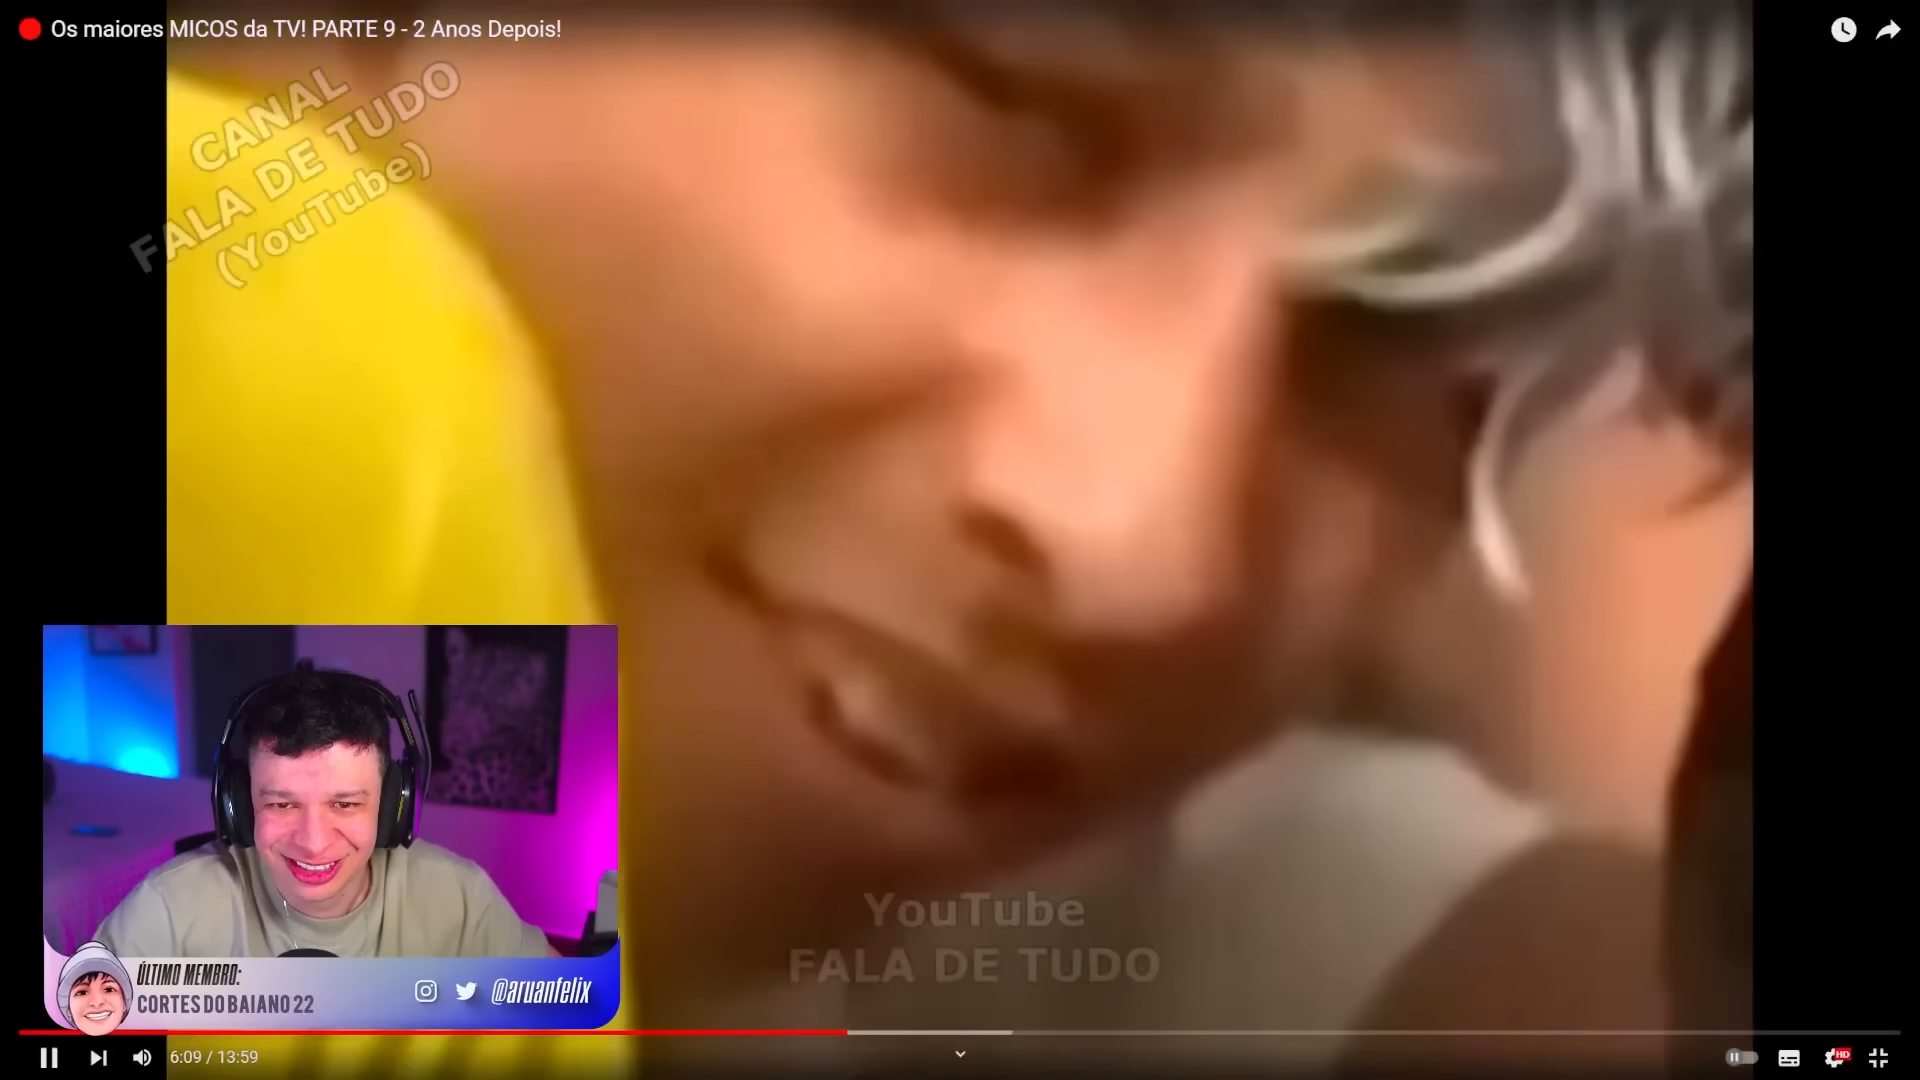 Os maiores MICOS da TV! PARTE 9 - 2 Anos Depois!
CANAL
FALA DE TUDO
(YouTube)
YouTube
FALA DE TUDO
ÚLTIMO MEMBRO:
CORTES DO BAIANO 22
@aruanfelix
6:09 / 13:59
HD